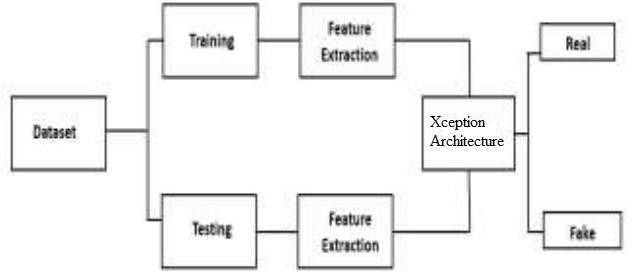 Training
Feature
Extraction
Real
Dataset
Xception
Architecture
Testing
Feature
Extraction
Fake